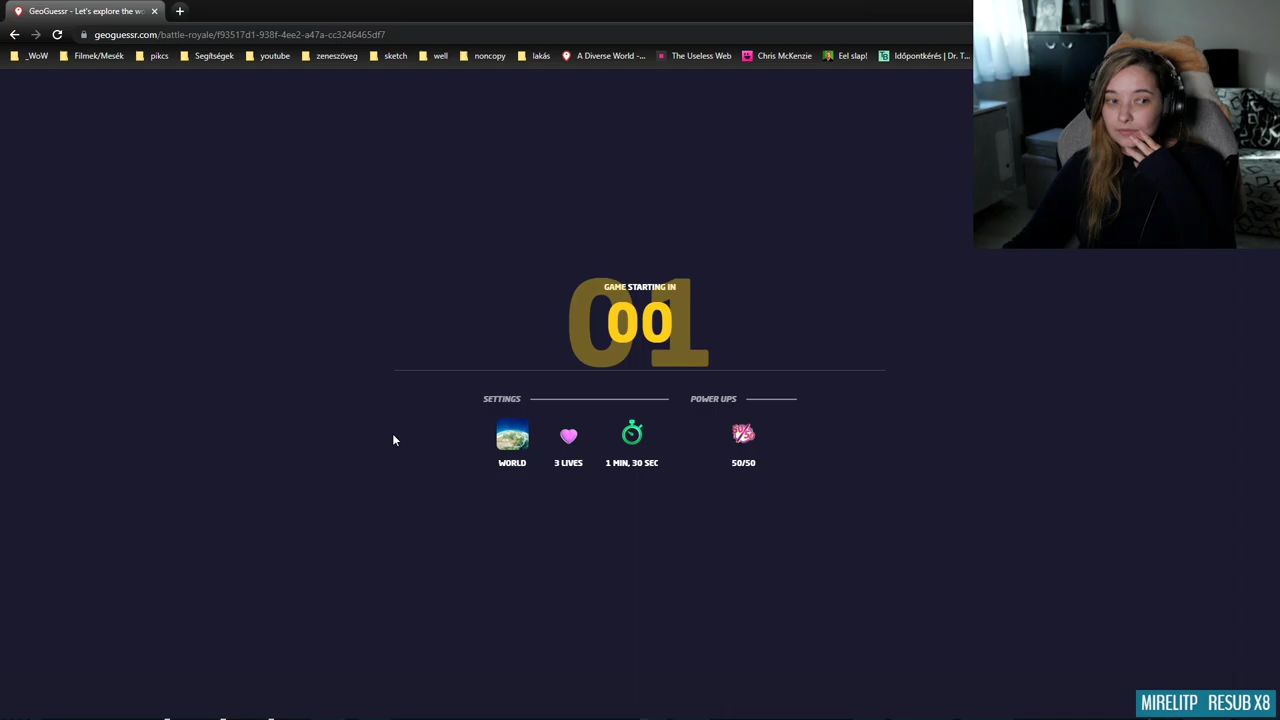 GeoGuessr - Let's explore the wo
geoguessr.com/battle-royale/f93517d1-938f-4ee2-a47a-cc3246465df7
_WoW
Filmek/Mesék
pikcs
Segítségek
youtube
zeneszöveg
sketch
well
noncopy
lakás
A Diverse World -...
The Useless Web
Chris McKenzie
Eel slap!
Időpontkérés | Dr. T...
01
GAME STARTING IN
00
SETTINGS
POWER UPS
WORLD
3 LIVES
1 MIN, 30 SEC
50/50
MIRELITP RESUB X8